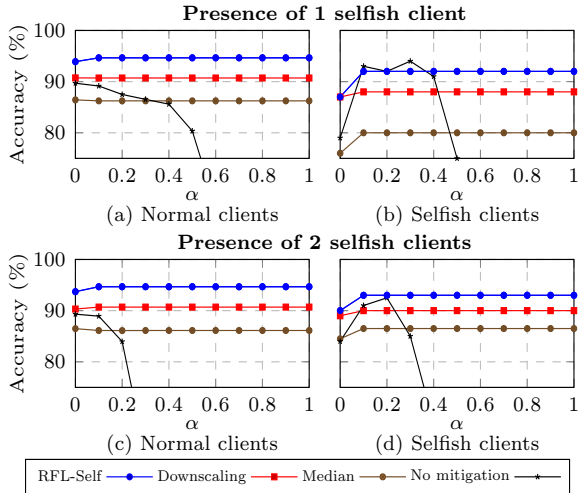 Presence of 1 selfish client
Accuracy (%)
100
90
80
0 0.2 0.4 0.6 0.8 1
0 0.2 0.4 0.6 0.8 1
α
α
(a) Normal clients
(b) Selfish clients
Presence of 2 selfish clients
Accuracy (%)
100
90
80
0 0.2 0.4 0.6 0.8 1
0 0.2 0.4 0.6 0.8 1
α
α
(c) Normal clients
(d) Selfish clients
RFL-Self Downscaling Median No mitigation